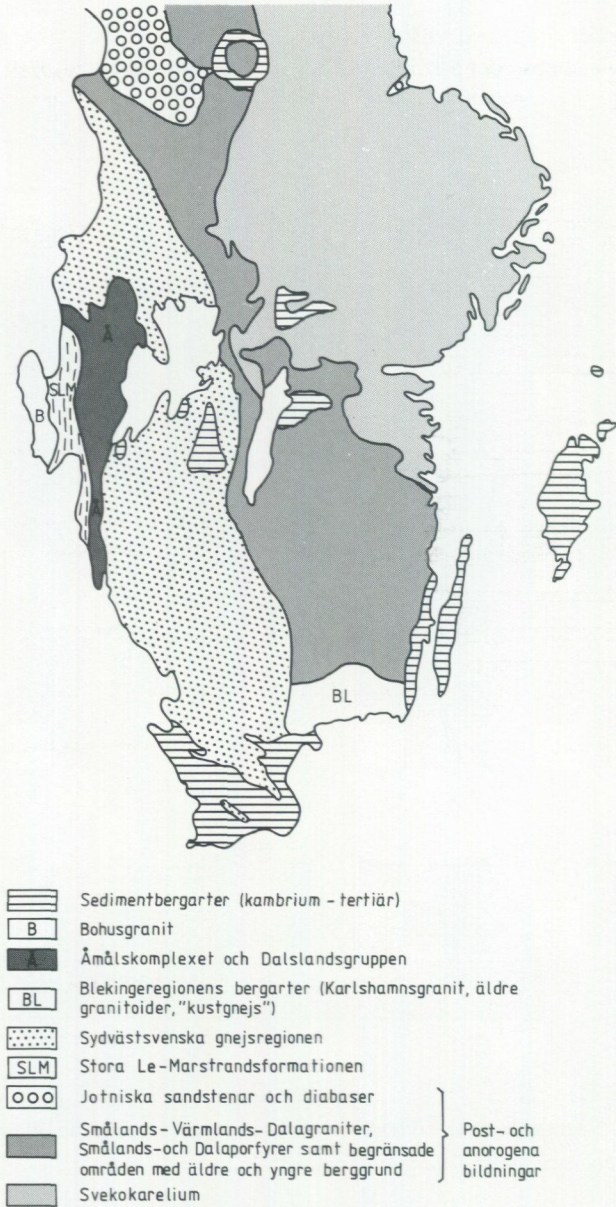 Å
SLM
B
Å
BL
Sedimentbergarter (kambrium - tertiär)
B Bohusgranit
Å Åmålskomplexet och Dalslandsgruppen
BL Blekingeregionens bergarter (Karlshamnsgranit, äldre
granitoider, "kustgnejs")
Sydvästsvenska gnejsregionen
SLM Stora Le-Marstrandsformationen
Jotniska sandstenar och diabaser
Smålands-Värmlands-Dalagraniter,
Smålands-och Dalaporfyrer samt begränsade
områden med äldre och yngre berggrund
Post- och
anorogena
bildningar
Svekokarelium